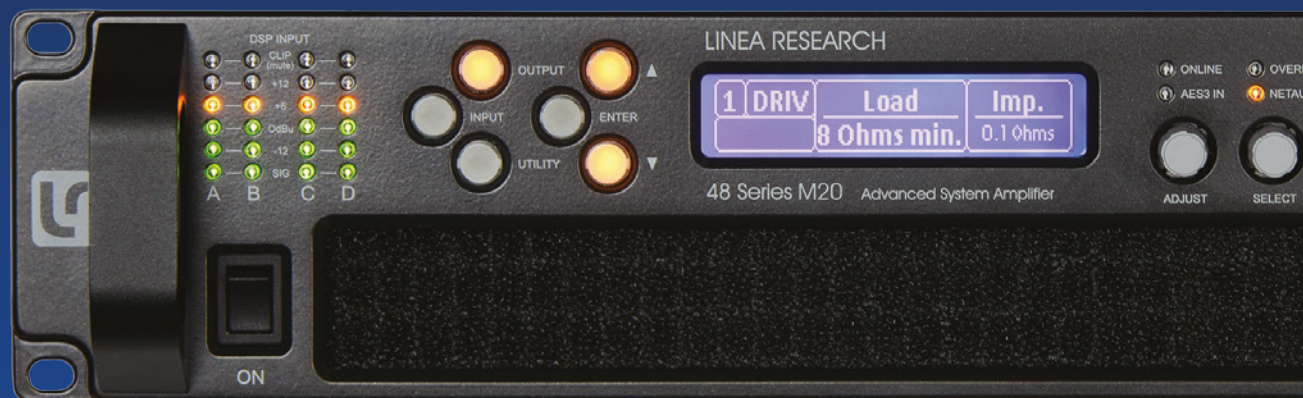 DSP INPUT
CLIP
(mute)
+12
+6
0dBu
-12
SIG
A B C D
OUTPUT
INPUT
ENTER
UTILITY
LINEA RESEARCH
1 DRIV Load Imp.
8 Ohms min. 0.1 Ohms
48 Series M20 Advanced System Amplifier
ONLINE
AES3 IN
ADJUST SELECT
ON